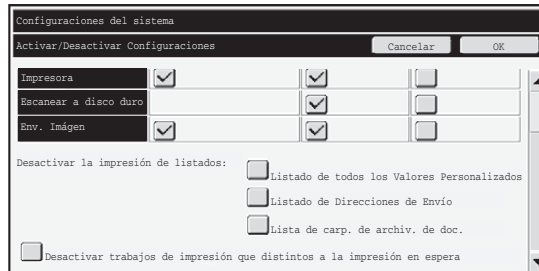 Configuraciones del sistema
Activar/Desactivar Configuraciones Cancelar OK
Impresora
Escanear a disco duro
Env. Imágen
Desactivar la impresión de listados:
Listado de todos los Valores Personalizados
Listado de Direcciones de Envío
Lista de carp. de archiv. de doc.
Desactivar trabajos de impresión que distintos a la impresión en espera